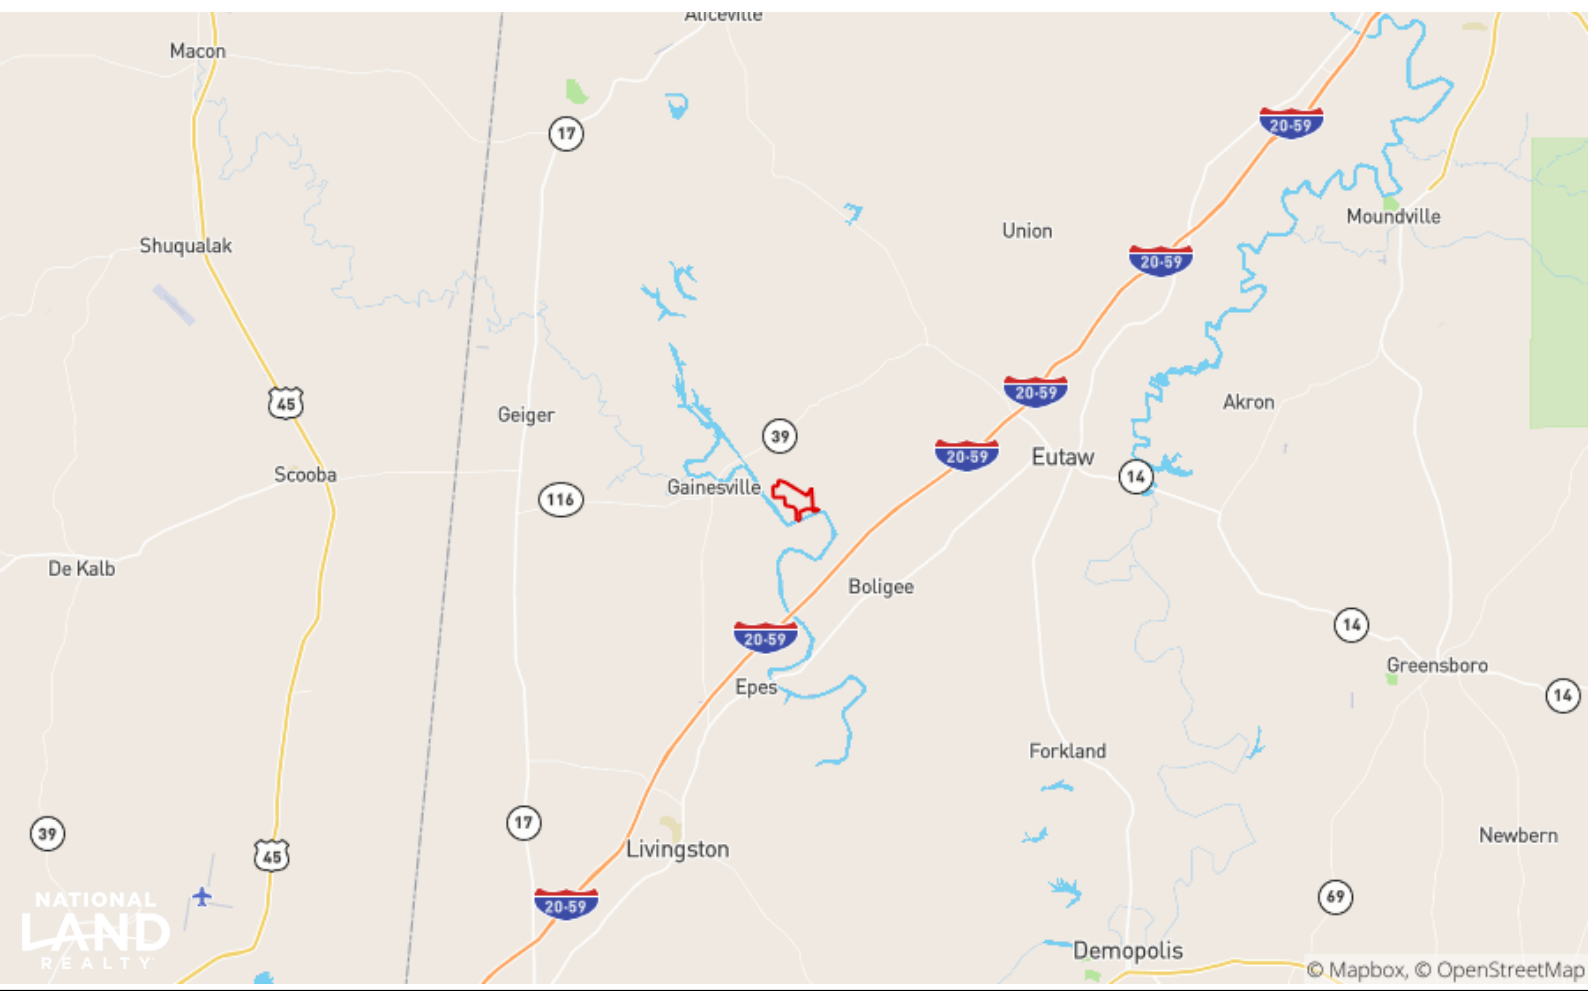 Aliceville
Macon
17
20-59
Moundville
Union
Shuqualak
20-59
45
20-59
Akron
Geiger
39
20-59
Eutaw
Scooba
14
Gainesville
116
De Kalb
Boligee
14
20-59
Greensboro
Epes
14
Forkland
17
39
Newbern
Livingston
45
69
20-59
NATIONAL
LAND
REALTY
Demopolis
© Mapbox, © OpenStreetMap